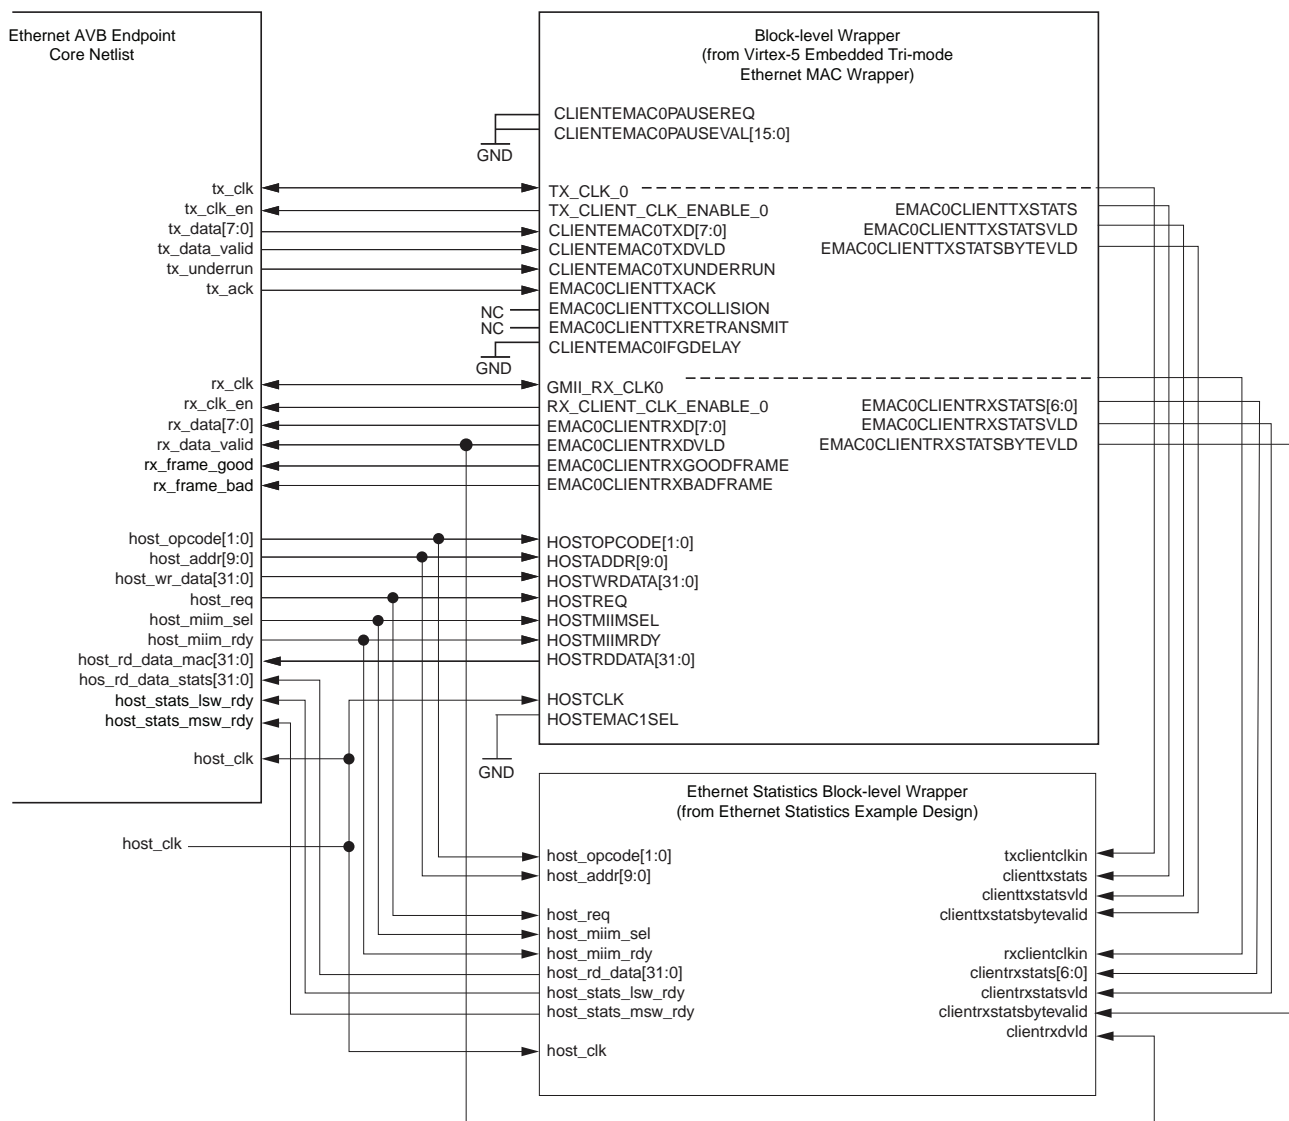 Ethernet AVB Endpoint
Core Netlist
tx_clk
tx_clk_en
tx_data[7:0]
tx_data_valid
tx_underrun
tx_ack
rx_clk
rx_clk_en
rx_data[7:0]
rx_data_valid
rx_frame_good
rx_frame_bad
host_opcode[1:0]
host_addr[9:0]
host_wr_data[31:0]
host_req
host_miim_sel
host_miim_rdy
host_rd_data_mac[31:0]
hos_rd_data_stats[31:0]
host_stats_lsw_rdy
host_stats_msw_rdy
host_clk
host_clk
Block-level Wrapper
(from Virtex-5 Embedded Tri-mode
Ethernet MAC Wrapper)
CLIENTEMAC0PAUSEREQ
CLIENTEMAC0PAUSEVAL[15:0]
GND
TX_CLK_0
TX_CLIENT_CLK_ENABLE_0
CLIENTEMAC0TXD[7:0]
CLIENTEMAC0TXDVLD
CLIENTEMAC0TXUNDERRUN
EMAC0CLIENTTXACK
NC
EMAC0CLIENTTXCOLLISION
NC
EMAC0CLIENTTXRETRANSMIT
CLIENTEMAC0IFGDELAY
GND
EMAC0CLIENTTXSTATS
EMAC0CLIENTTXSTATSVLD
EMAC0CLIENTTXSTATSBYTEVLD
GMII_RX_CLK0
RX_CLIENT_CLK_ENABLE_0
EMAC0CLIENTRXD[7:0]
EMAC0CLIENTRXDVLD
EMAC0CLIENTRXGOODFRAME
EMAC0CLIENTRXBADFRAME
EMAC0CLIENTRXSTATS[6:0]
EMAC0CLIENTRXSTATSVLD
EMAC0CLIENTRXSTATSBYTEVLD
HOSTOPCODE[1:0]
HOSTADDR[9:0]
HOSTWRDATA[31:0]
HOSTREQ
HOSTMIIMSEL
HOSTMIIMRDY
HOSTRDDATA[31:0]
HOSTCLK
HOSTEMAC1SEL
GND
Ethernet Statistics Block-level Wrapper
(from Ethernet Statistics Example Design)
host_opcode[1:0]
host_addr[9:0]
host_req
host_miim_sel
host_miim_rdy
host_rd_data[31:0]
host_stats_lsw_rdy
host_stats_msw_rdy
host_clk
txclientclkin
clienttxstats
clienttxstatsvld
clienttxstatsbytevalid
rxclientclkin
clientrxstats[6:0]
clientrxstatsvld
clientrxstatsbytevalid
clientrxdvld